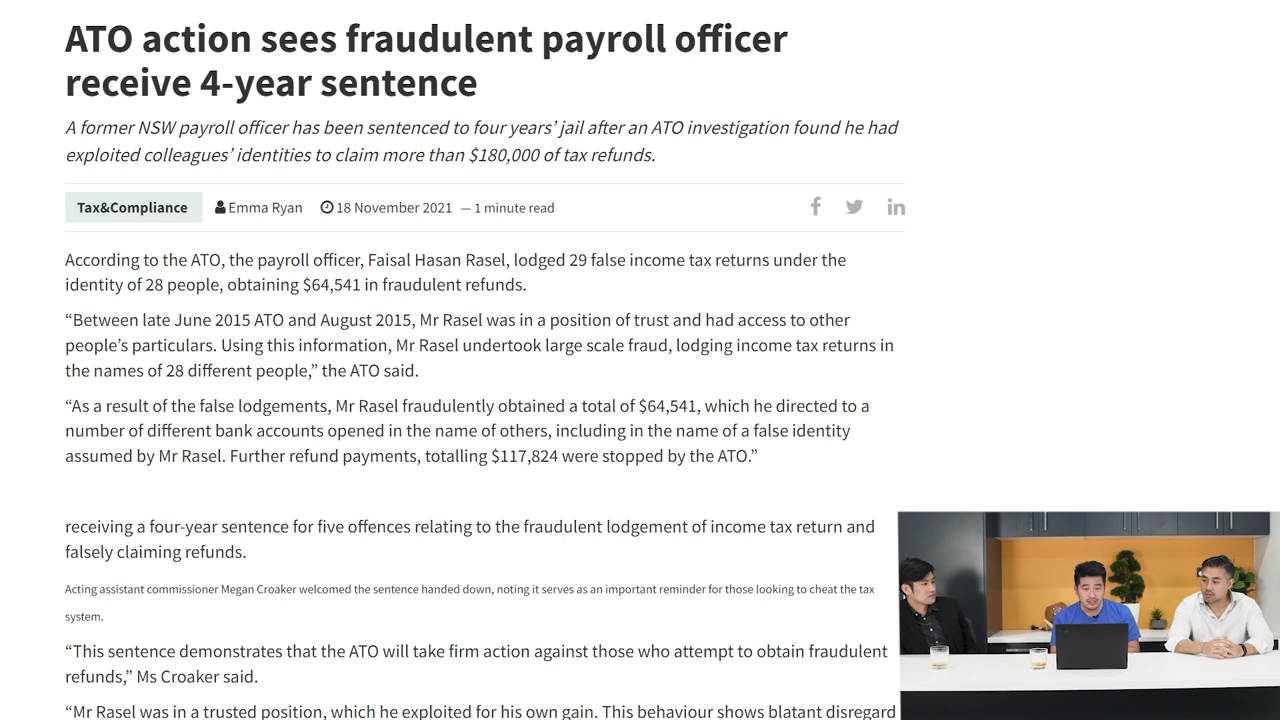 ATO action sees fraudulent payroll officer
receive 4-year sentence
A former NSW payroll officer has been sentenced to four years’ jail after an ATO investigation found he had
exploited colleagues’ identities to claim more than $180,000 of tax refunds.
Tax&Compliance Emma Ryan 18 November 2021 — 1 minute read
According to the ATO, the payroll officer, Faisal Hasan Rasel, lodged 29 false income tax returns under the
identity of 28 people, obtaining $64,541 in fraudulent refunds.
“Between late June 2015 ATO and August 2015, Mr Rasel was in a position of trust and had access to other
people’s particulars. Using this information, Mr Rasel undertook large scale fraud, lodging income tax returns in
the names of 28 different people,” the ATO said.
“As a result of the false lodgements, Mr Rasel fraudulently obtained a total of $64,541, which he directed to a
number of different bank accounts opened in the name of others, including in the name of a false identity
assumed by Mr Rasel. Further refund payments, totalling $117,824 were stopped by the ATO.”
receiving a four-year sentence for five offences relating to the fraudulent lodgement of income tax return and
falsely claiming refunds.
Acting assistant commissioner Megan Croaker welcomed the sentence handed down, noting it serves as an important reminder for those looking to cheat the tax
system.
“This sentence demonstrates that the ATO will take firm action against those who attempt to obtain fraudulent
refunds,” Ms Croaker said.
“Mr Rasel was in a trusted position, which he exploited for his own gain. This behaviour shows blatant disregard